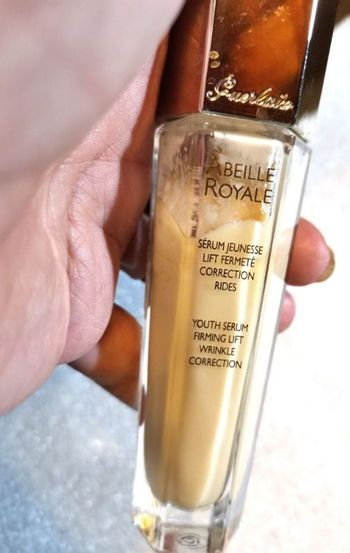 Guerlain
ABEILLE
ROYALE
SÉRUM JEUNESSE
LIFT FERMETÉ
CORRECTION
RIDES
YOUTH SERUM
FIRMING LIFT
WRINKLE
CORRECTION